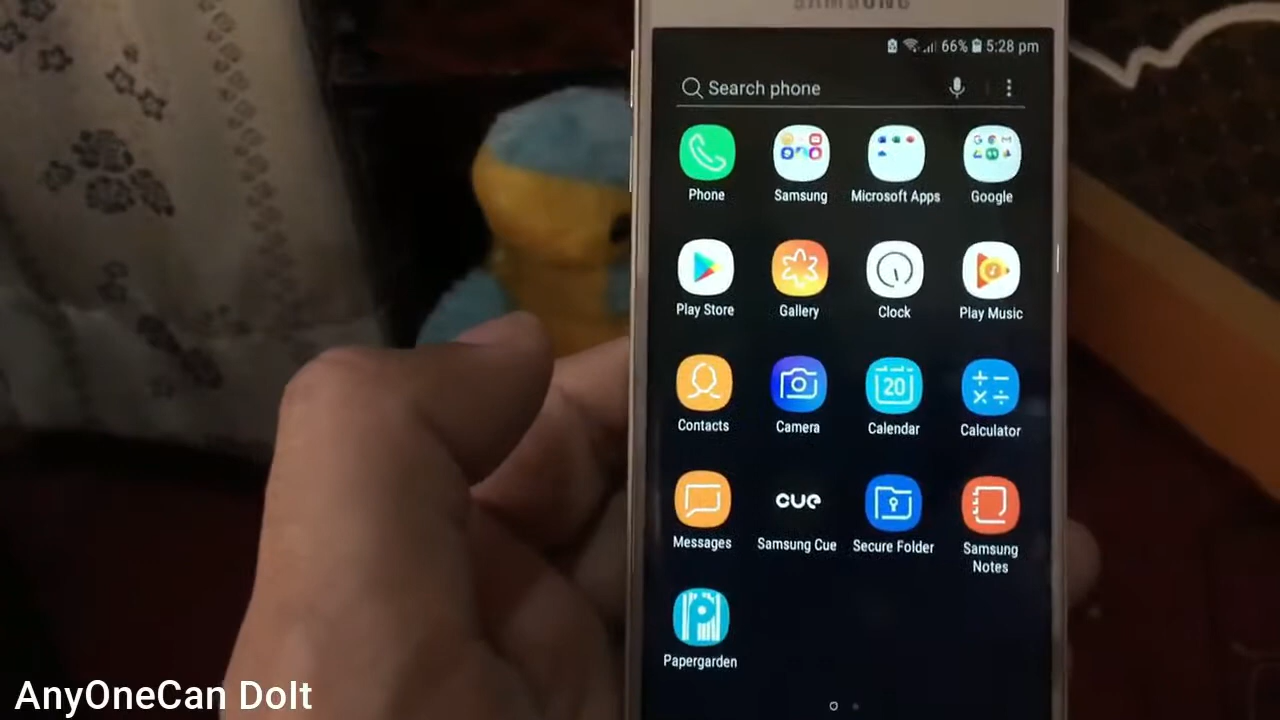 SAMSUNG
66% 5:28 pm
Search phone
Phone
Samsung
Microsoft Apps
Google
Play Store
Gallery
Clock
Play Music
20
Contacts
Camera
Calendar
Calculator
cue
Messages
Samsung Cue
Secure Folder
Samsung
Notes
P
Papergarden
AnyOneCan DoIt